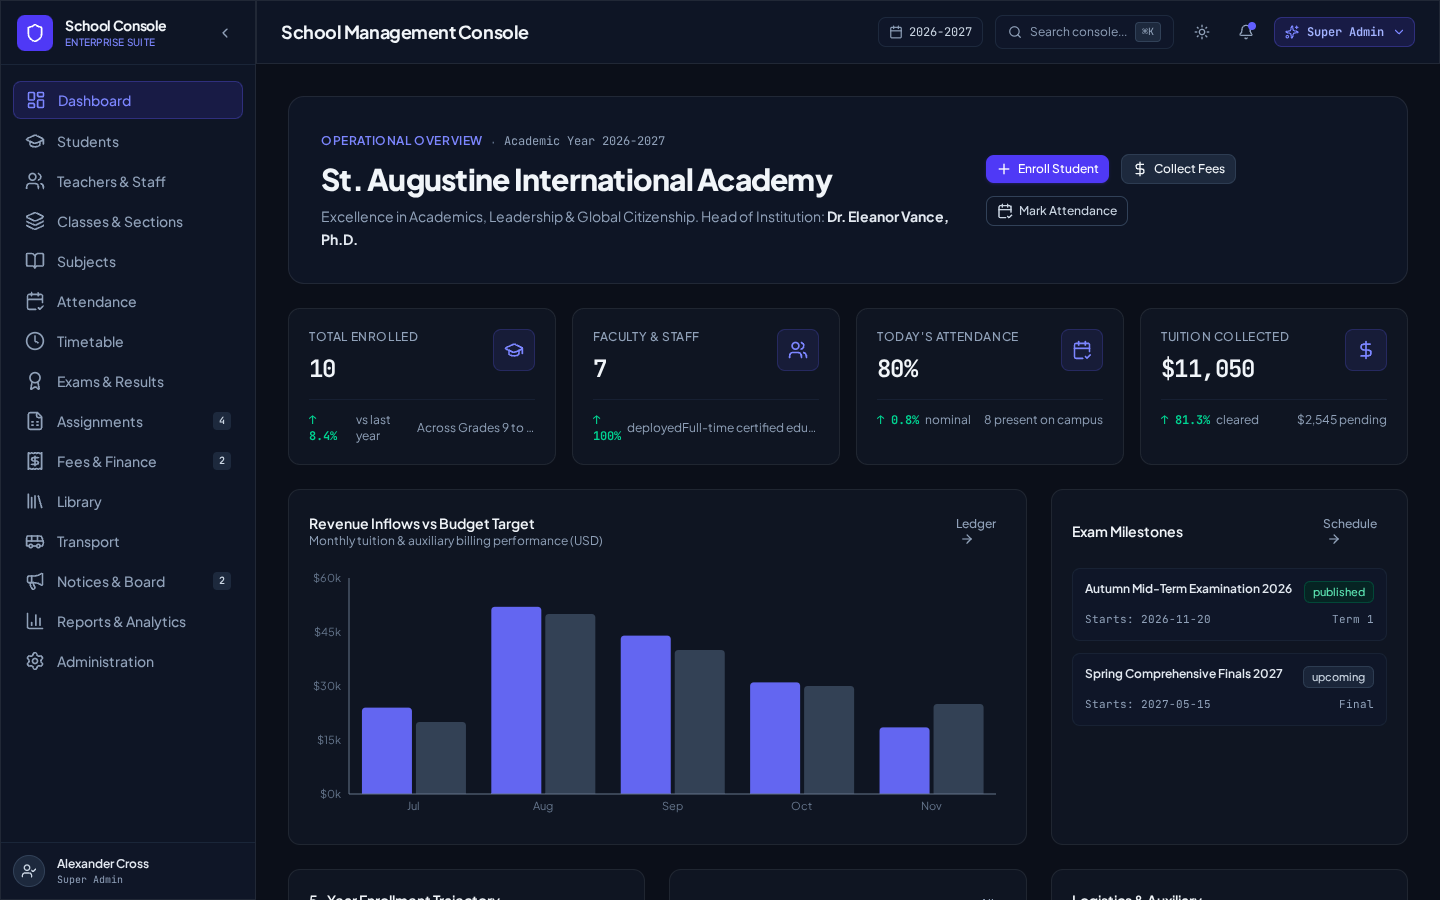 School Console
ENTERPRISE SUITE
School Management Console
2026-2027
Search console...
⌘K
Super Admin
Dashboard
Students
Teachers & Staff
Classes & Sections
Subjects
Attendance
Timetable
Exams & Results
Assignments 4
Fees & Finance 2
Library
Transport
Notices & Board 2
Reports & Analytics
Administration
Alexander Cross
Super Admin
OPERATIONAL OVERVIEW · Academic Year 2026-2027
St. Augustine International Academy
Excellence in Academics, Leadership & Global Citizenship. Head of Institution: Dr. Eleanor Vance,
Ph.D.
Enroll Student
Collect Fees
Mark Attendance
TOTAL ENROLLED
10
↑
8.4%
vs last
year
Across Grades 9 to ...
FACULTY & STAFF
7
↑
100%
deployed
Full-time certified edu...
TODAY'S ATTENDANCE
80%
↑ 0.8% nominal
8 present on campus
TUITION COLLECTED
$11,050
↑ 81.3% cleared
$2,545 pending
Revenue Inflows vs Budget Target
Monthly tuition & auxiliary billing performance (USD)
Ledger
→
$60k
$45k
$30k
$15k
$0k
Jul
Aug
Sep
Oct
Nov
Exam Milestones
Schedule
→
Autumn Mid-Term Examination 2026
published
Starts: 2026-11-20
Term 1
Spring Comprehensive Finals 2027
upcoming
Starts: 2027-05-15
Final
5-Year Enrollment Trajectory
Logistics & Auxiliary